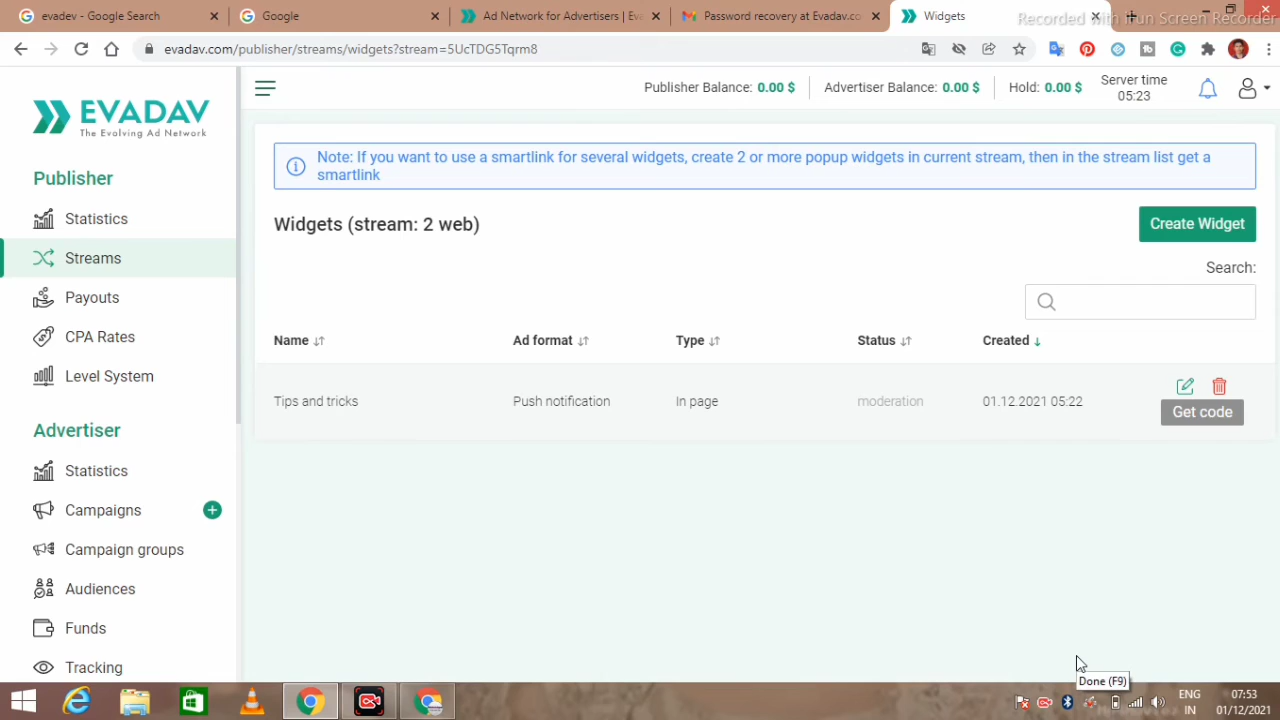 evadev - Google Search
Google
Ad Network for Advertisers | Eva
Password recovery at Evadav.co
Widgets
Recorded with iTun Screen Recorder
evadav.com/publisher/streams/widgets?stream=5UcTDG5Tqrm8
EVADAV
The Evolving Ad Network
Publisher Balance: 0.00 $
Advertiser Balance: 0.00 $
Hold: 0.00 $
Server time
05:23
Publisher
Statistics
Streams
Payouts
CPA Rates
Level System
Advertiser
Statistics
Campaigns
Campaign groups
Audiences
Funds
Tracking
Note: If you want to use a smartlink for several widgets, create 2 or more popup widgets in current stream, then in the stream list get a
smartlink
Widgets (stream: 2 web)
Create Widget
Search:
Name Ad format Type Status Created
Tips and tricks Push notification In page moderation 01.12.2021 05:22
Get code
Done (F9)
ENG 07:53
IN 01/12/2021